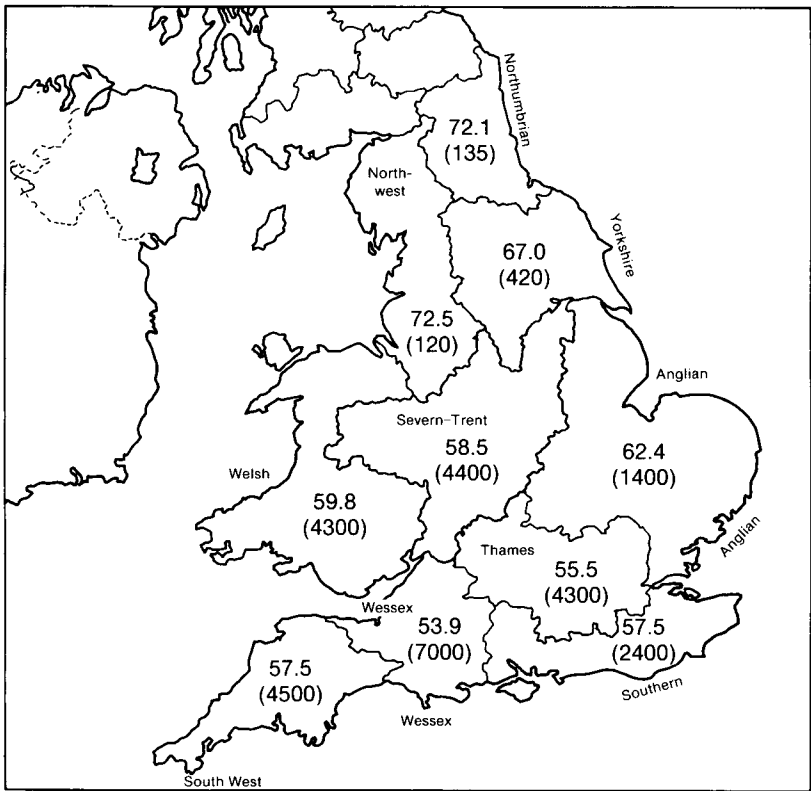 Northumbrian
72.1
(135)
North-
west
Yorkshire
67.0
(420)
72.5
(120)
Anglian
Severn-Trent
58.5
(4400)
62.4
(1400)
Welsh
59.8
(4300)
Anglian
Thames
55.5
(4300)
Wessex
53.9
(7000)
57.5
(2400)
57.5
(4500)
Southern
Wessex
South West